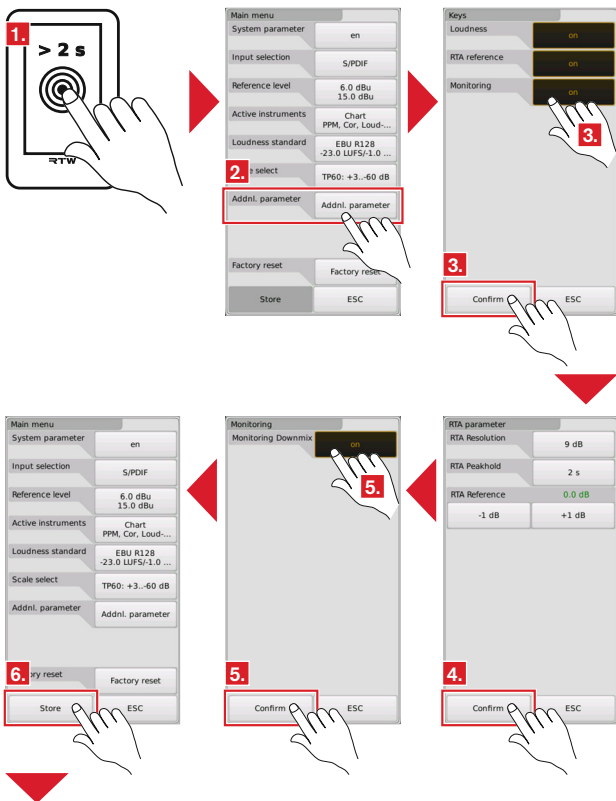 1.
> 2 s
RTW
Main menu
System parameter
en
Input selection
S/PDIF
Reference level
6.0 dBu
15.0 dBu
Active instruments
Chart
PPM, Cor, Loud-...
Loudness standard
EBU R128
-23.0 LUFS/-1.0 ...
2.
select
TP60: +3..-60 dB
Addnl. parameter
Addnl. parameter
Factory reset
Factory reset
Store
ESC
Keys
Loudness
on
RTA reference
on
Monitoring
on
3.
3.
Confirm
ESC
Main menu
System parameter
en
Input selection
S/PDIF
Reference level
6.0 dBu
15.0 dBu
Active instruments
Chart
PPM, Cor, Loud-...
Loudness standard
EBU R128
-23.0 LUFS/-1.0 ...
Scale select
TP60: +3..-60 dB
Addnl. parameter
Addnl. parameter
6.
ory reset
Factory reset
Store
ESC
Monitoring
Monitoring Downmix
on
5.
5.
Confirm
ESC
RTA parameter
RTA Resolution
9 dB
RTA Peakhold
2 s
RTA Reference
0.0 dB
-1 dB
+1 dB
4.
Confirm
ESC